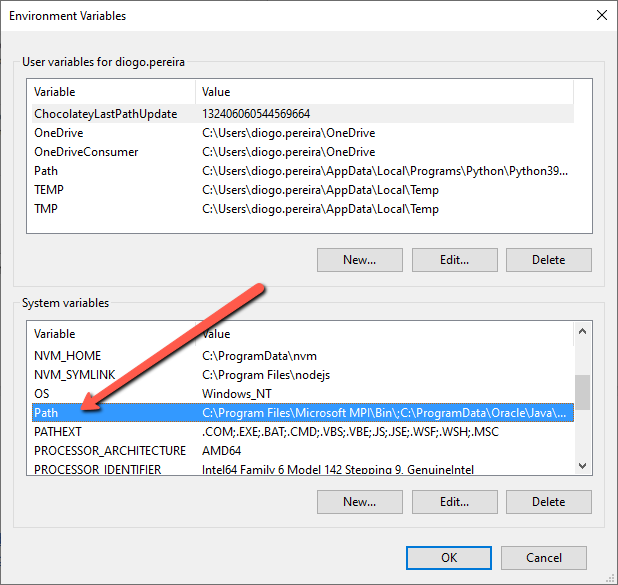 Environment Variables
User variables for diogo.pereira
Variable Value
ChocolateyLastPathUpdate 132406060544569664
OneDrive C:\Users\diogo.pereira\OneDrive
OneDriveConsumer C:\Users\diogo.pereira\OneDrive
Path C:\Users\diogo.pereira\AppData\Local\Programs\Python\Python39...
TEMP C:\Users\diogo.pereira\AppData\Local\Temp
TMP C:\Users\diogo.pereira\AppData\Local\Temp
New... Edit... Delete
System variables
Variable Value
NVM_HOME C:\ProgramData\nvm
NVM_SYMLINK C:\Program Files\nodejs
OS Windows_NT
Path C:\Program Files\Microsoft MPI\Bin\;C:\ProgramData\Oracle\Java\...
PATHEXT .COM;.EXE;.BAT;.CMD;.VBS;.VBE;.JS;.JSE;.WSF;.WSH;.MSC
PROCESSOR_ARCHITECTURE AMD64
PROCESSOR_IDENTIFIER Intel64 Family 6 Model 142 Stepping 9, GenuineIntel
New... Edit... Delete
OK Cancel